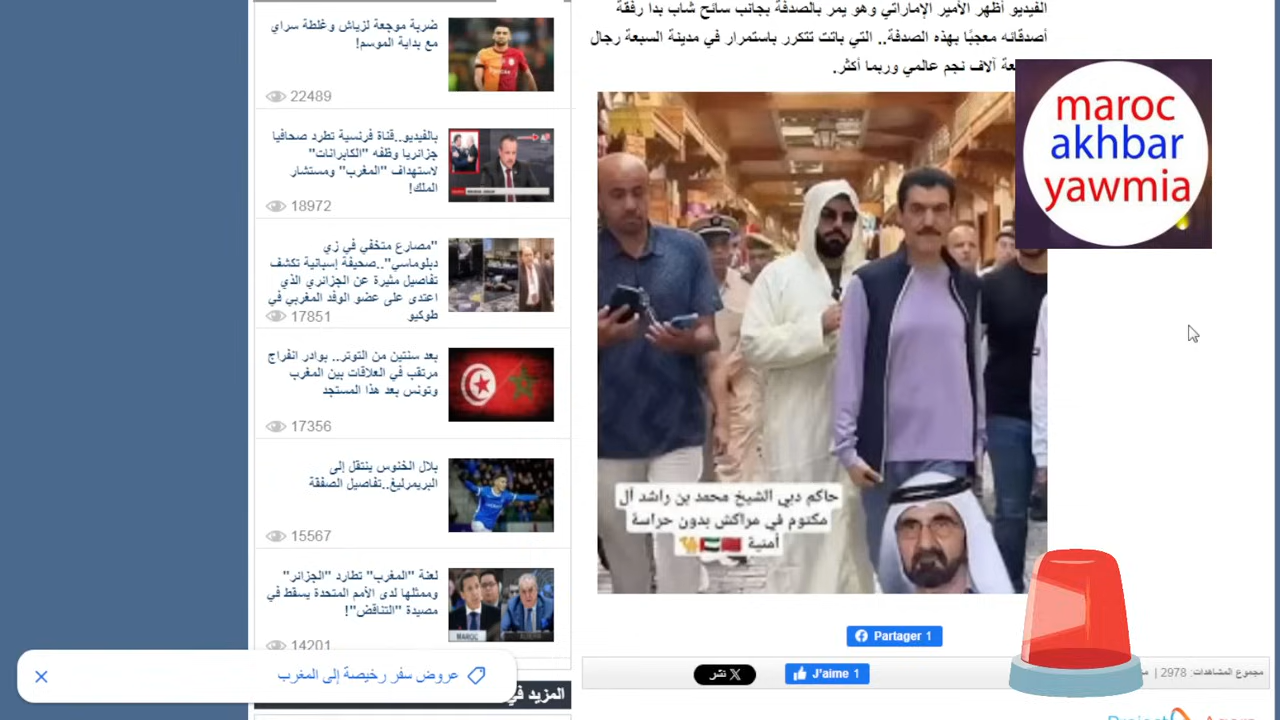 الفيديو أظهر الأمير الإماراتي وهو يمر بالصدفة بجانب سائح شاب بدا رفقة
أصدقائه معجبًا بهذه الصدفة.. التي باتت تتكرر باستمرار في مدينة السبعة رجال
آلاف نجم عالمي وربما أكثر.
maroc
akhbar
yawmia
حاكم دبي الشيخ محمد بن راشد آل
مكتوم في مراكش بدون حراسة
أمنية
ضربة موجعة لزياش وغلطة سراي
مع بداية الموسم!
22489
بالفيديو..قناة فرنسية تطرد صحافيا
جزائريا وظفه "الكابرانات"
لاستهداف "المغرب" ومستشار
الملك!
18972
"مصارع متخفي في زي
دبلوماسي"..صحيفة إسبانية تكشف
تفاصيل مثيرة عن الجزائري الذي
اعتدى على عضو الوفد المغربي في
طوكيو
17851
بعد سنتين من التوتر.. بوادر انفراج
مرتقب في العلاقات بين المغرب
وتونس بعد هذا المستجد
17356
بلال الخنوس ينتقل إلى
البريمرليغ..تفاصيل الصفقة
15567
لعنة "المغرب" تطارد "الجزائر"
وممثلها لدى الأمم المتحدة يسقط في
مصيدة "التناقض"!
14201
MAROC
عروض سفر رخيصة إلى المغرب
المزيد في
Partager 1
نشر
J'aime 1
مجموع المشاهدات: 2978 |